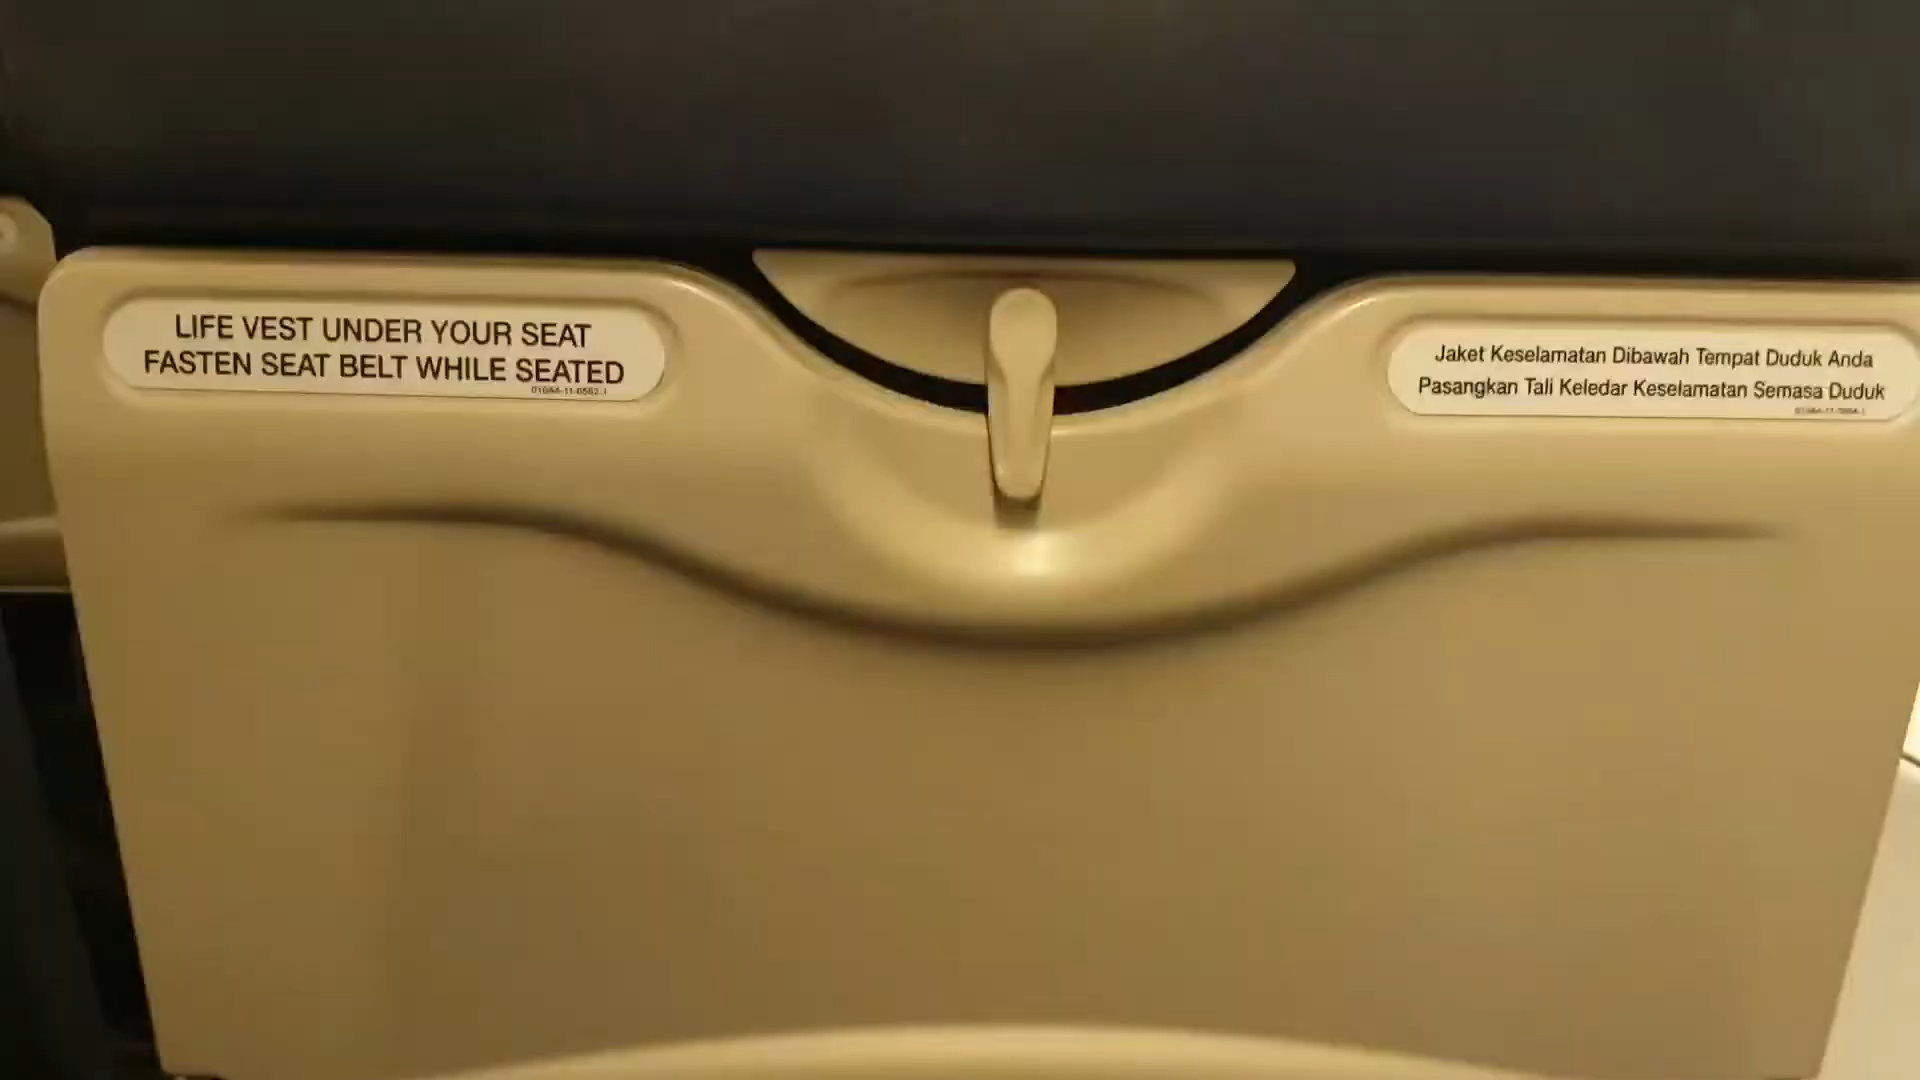 LIFE VEST UNDER YOUR SEAT
FASTEN SEAT BELT WHILE SEATED
Jaket Keselamatan Dibawah Tempat Duduk Anda
Pasangkan Tali Keledar Keselamatan Semasa Duduk